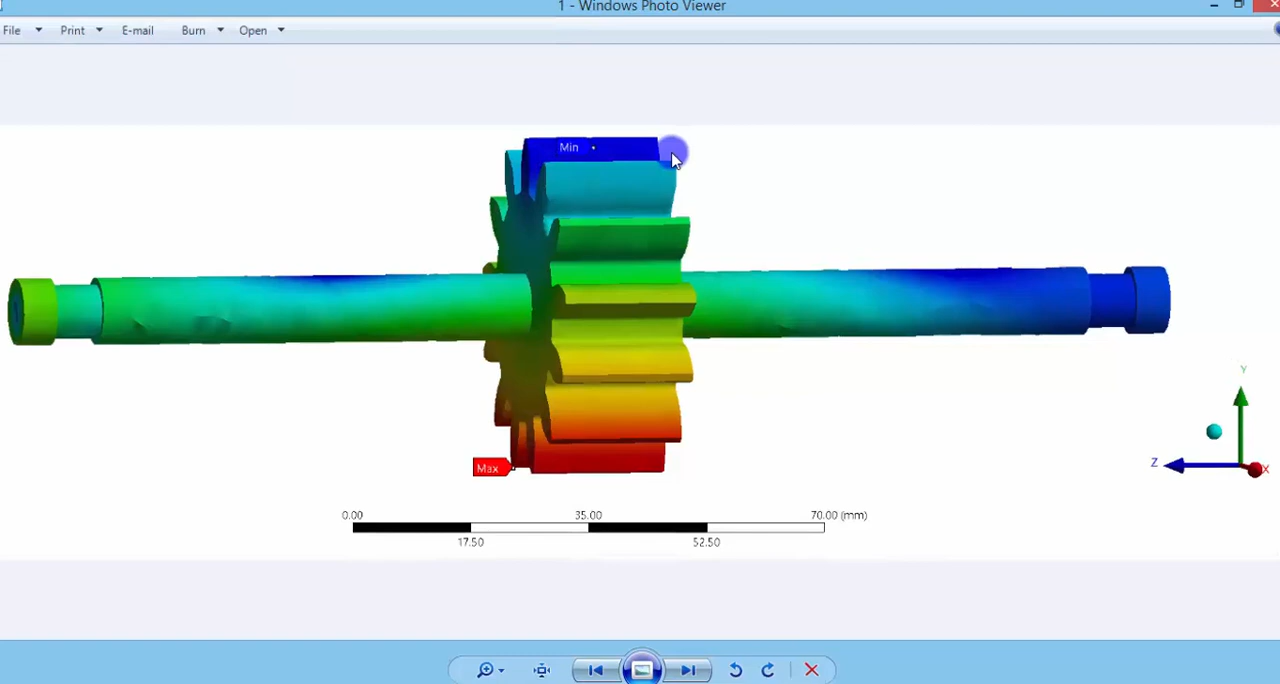 1 - Windows Photo Viewer
File Print E-mail Burn Open
Min
Max
Y
Z
X
0.00 35.00 70.00 (mm)
17.50 52.50